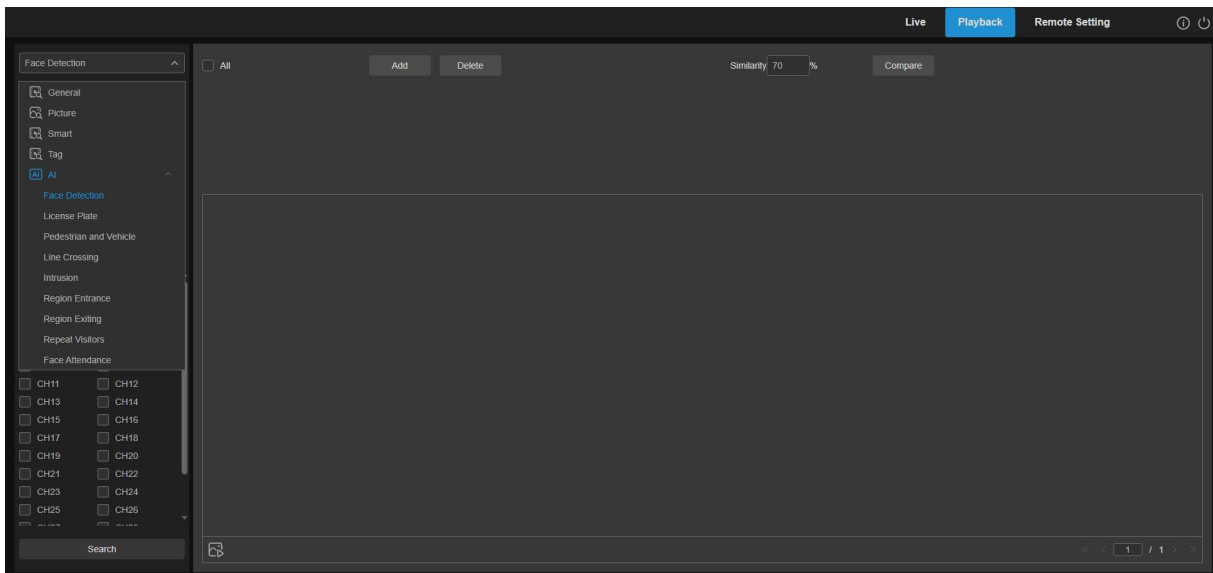 Live Playback Remote Setting
Face Detection
All Add Delete Similarity 70 % Compare
General
Picture
Smart
Tag
AI AI
Face Detection
License Plate
Pedestrian and Vehicle
Line Crossing
Intrusion
Region Entrance
Region Exiting
Repeat Visitors
Face Attendance
CH11 CH12
CH13 CH14
CH15 CH16
CH17 CH18
CH19 CH20
CH21 CH22
CH23 CH24
CH25 CH26
Search
1 / 1